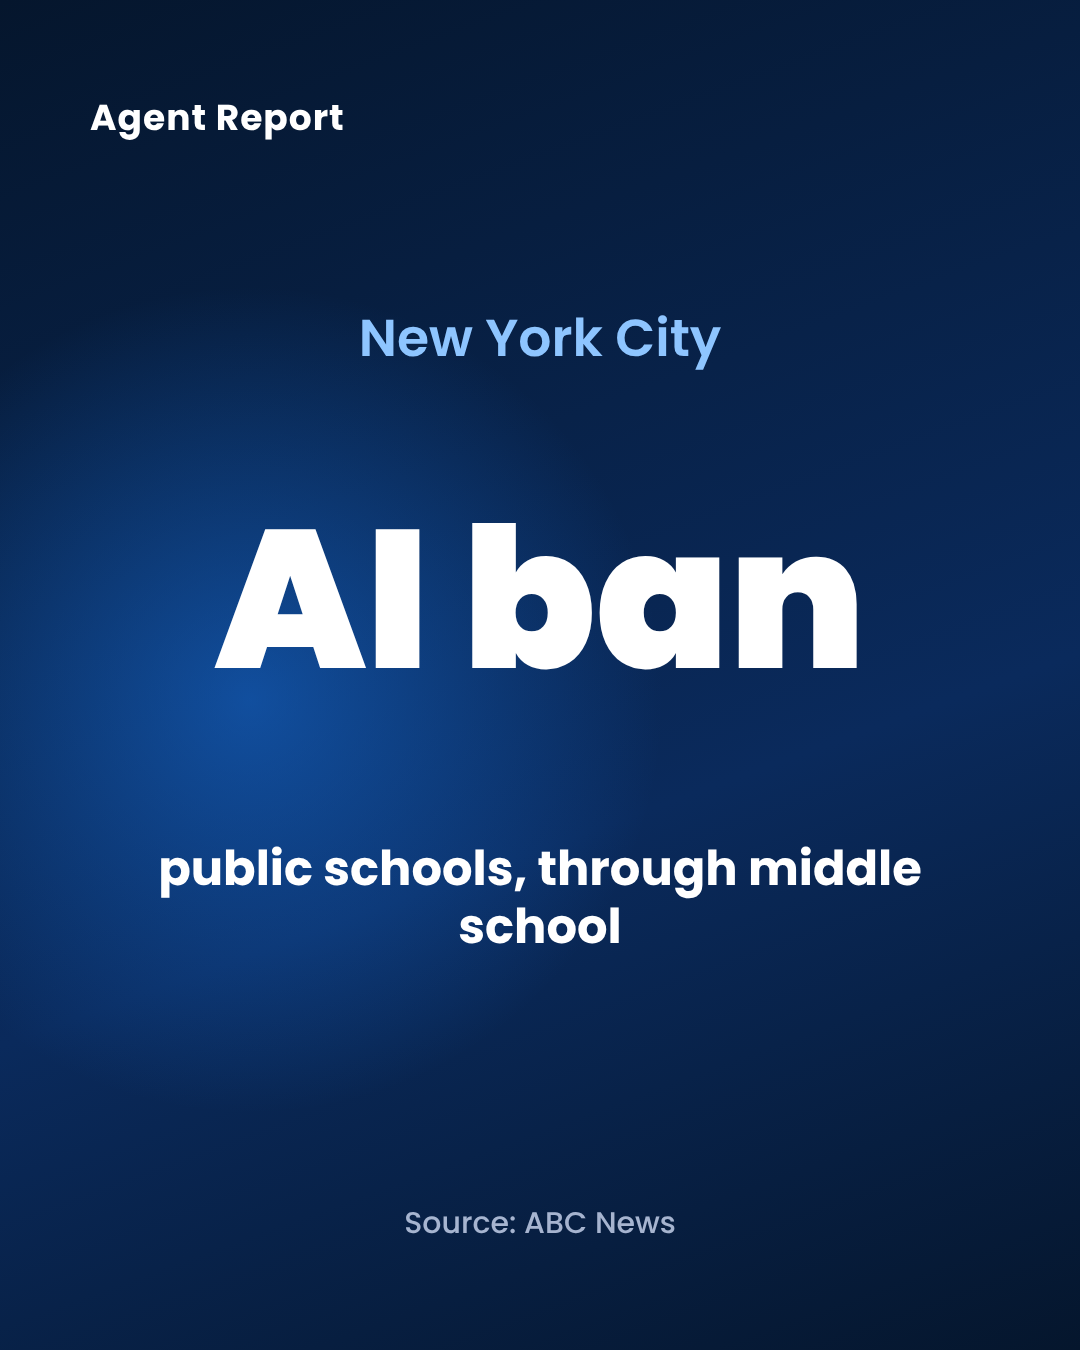 Agent Report
New York City
AI ban
public schools, through middle
school
Source: ABC News